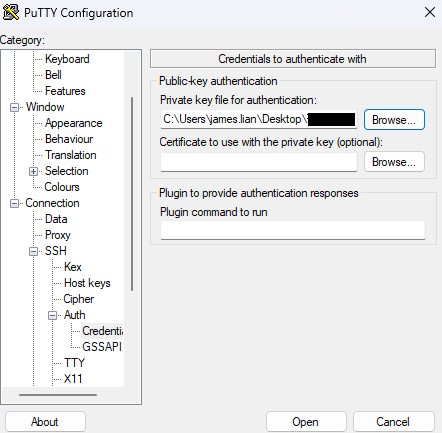 PuTTY Configuration
Category:
Keyboard
Bell
Features
Window
Appearance
Behaviour
Translation
Selection
Colours
Connection
Data
Proxy
SSH
Kex
Host keys
Cipher
Auth
Credentia
GSSAPI
TTY
X11
Credentials to authenticate with
Public-key authentication
Private key file for authentication:
C:\Users\james.lian\Desktop\
Browse...
Certificate to use with the private key (optional):
Browse...
Plugin to provide authentication responses
Plugin command to run
About
Open
Cancel